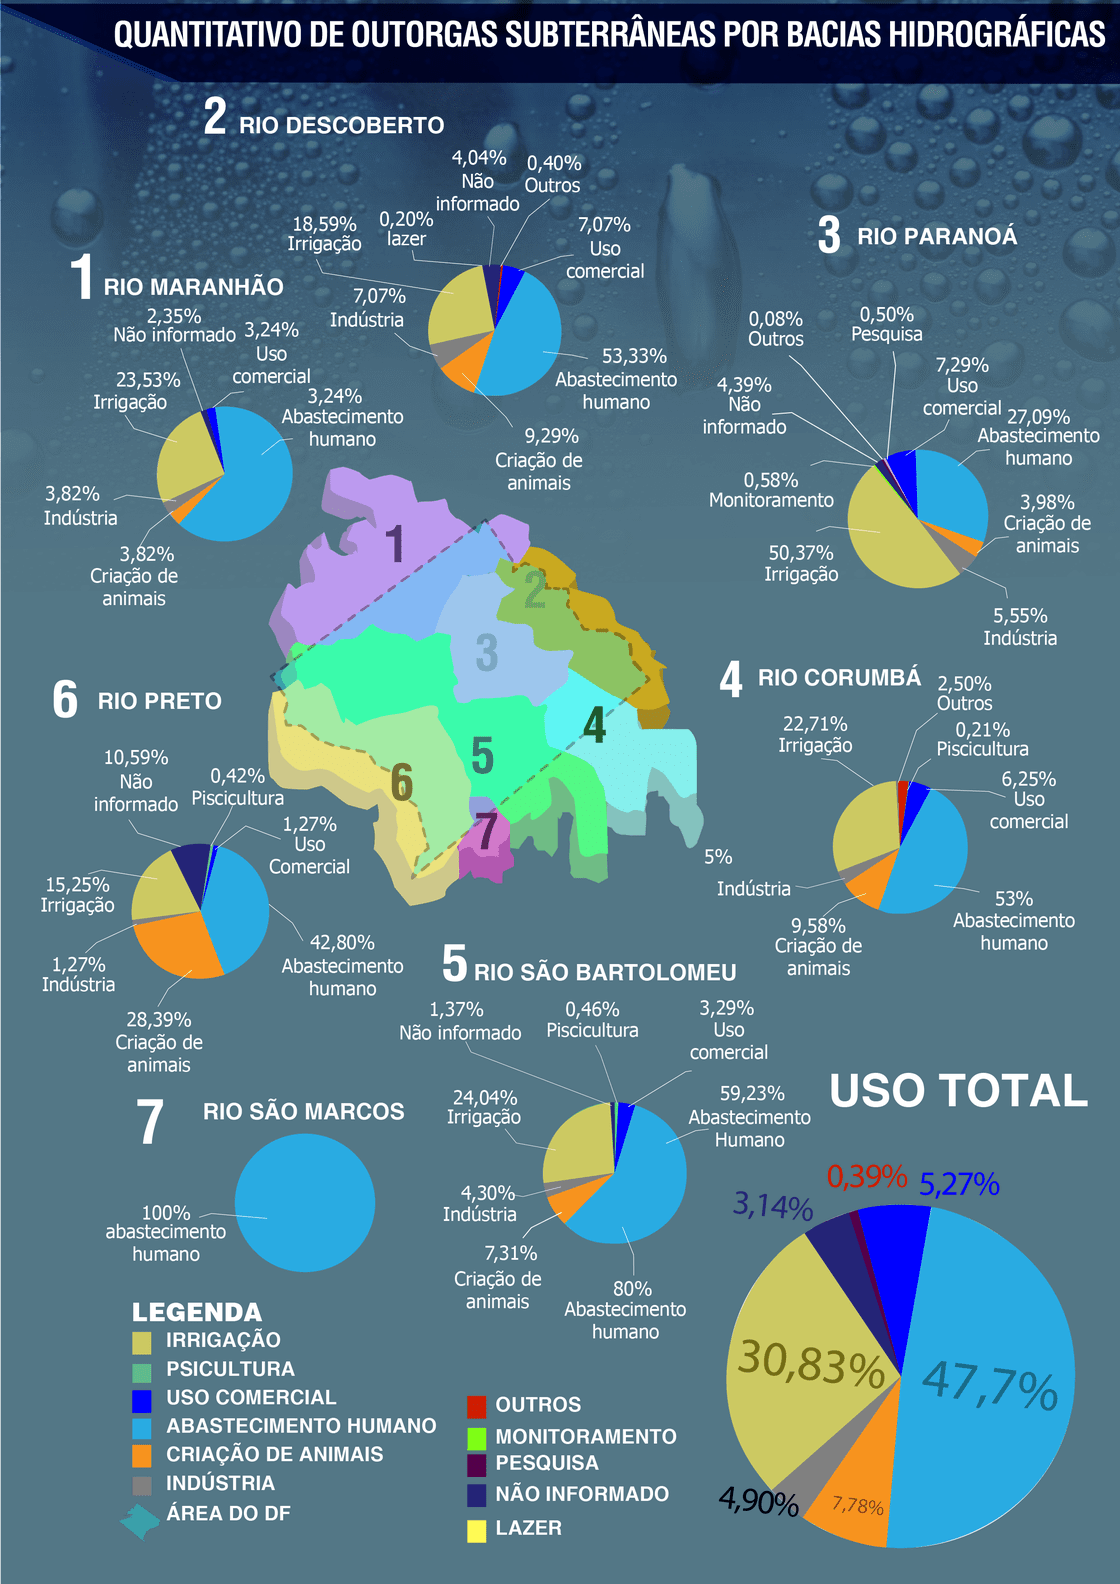 QUANTITATIVO DE OUTORGAS SUBTERRÂNEAS POR BACIAS HIDROGRÁFICAS
2 RIO DESCOBERTO
4,04%
Não
informado
0,40%
Outros
18,59%
Irrigação
0,20%
lazer
7,07%
Uso
comercial
7,07%
Indústria
53,33%
Abastecimento
humano
9,29%
Criação de
animais
3 RIO PARANOÁ
0,08%
Outros
0,50%
Pesquisa
7,29%
Uso
comercial
4,39%
Não
informado
27,09%
Abastecimento
humano
0,58%
Monitoramento
3,98%
Criação de
animais
50,37%
Irrigação
5,55%
Indústria
1 RIO MARANHÃO
2,35%
Não informado
3,24%
Uso
comercial
23,53%
Irrigação
3,24%
Abastecimento
humano
3,82%
Indústria
3,82%
Criação de
animais
1
2
3
4
5
6
7
4 RIO CORUMBÁ
2,50%
Outros
22,71%
Irrigação
0,21%
Piscicultura
6,25%
Uso
comercial
5%
Indústria
53%
Abastecimento
humano
9,58%
Criação de
animais
6 RIO PRETO
10,59%
Não
informado
0,42%
Piscicultura
1,27%
Uso
Comercial
15,25%
Irrigação
42,80%
Abastecimento
humano
1,27%
Indústria
28,39%
Criação de
animais
5 RIO SÃO BARTOLOMEU
1,37%
Não informado
0,46%
Piscicultura
3,29%
Uso
comercial
24,04%
Irrigação
59,23%
Abastecimento
Humano
4,30%
Indústria
7,31%
Criação de
animais
80%
Abastecimento
humano
7 RIO SÃO MARCOS
100%
abastecimento
humano
USO TOTAL
0,39%
5,27%
3,14%
30,83%
47,7%
4,90%
7,78%
LEGENDA
IRRIGAÇÃO
PSICULTURA
USO COMERCIAL
ABASTECIMENTO HUMANO
CRIAÇÃO DE ANIMAIS
INDÚSTRIA
ÁREA DO DF
OUTROS
MONITORAMENTO
PESQUISA
NÃO INFORMADO
LAZER